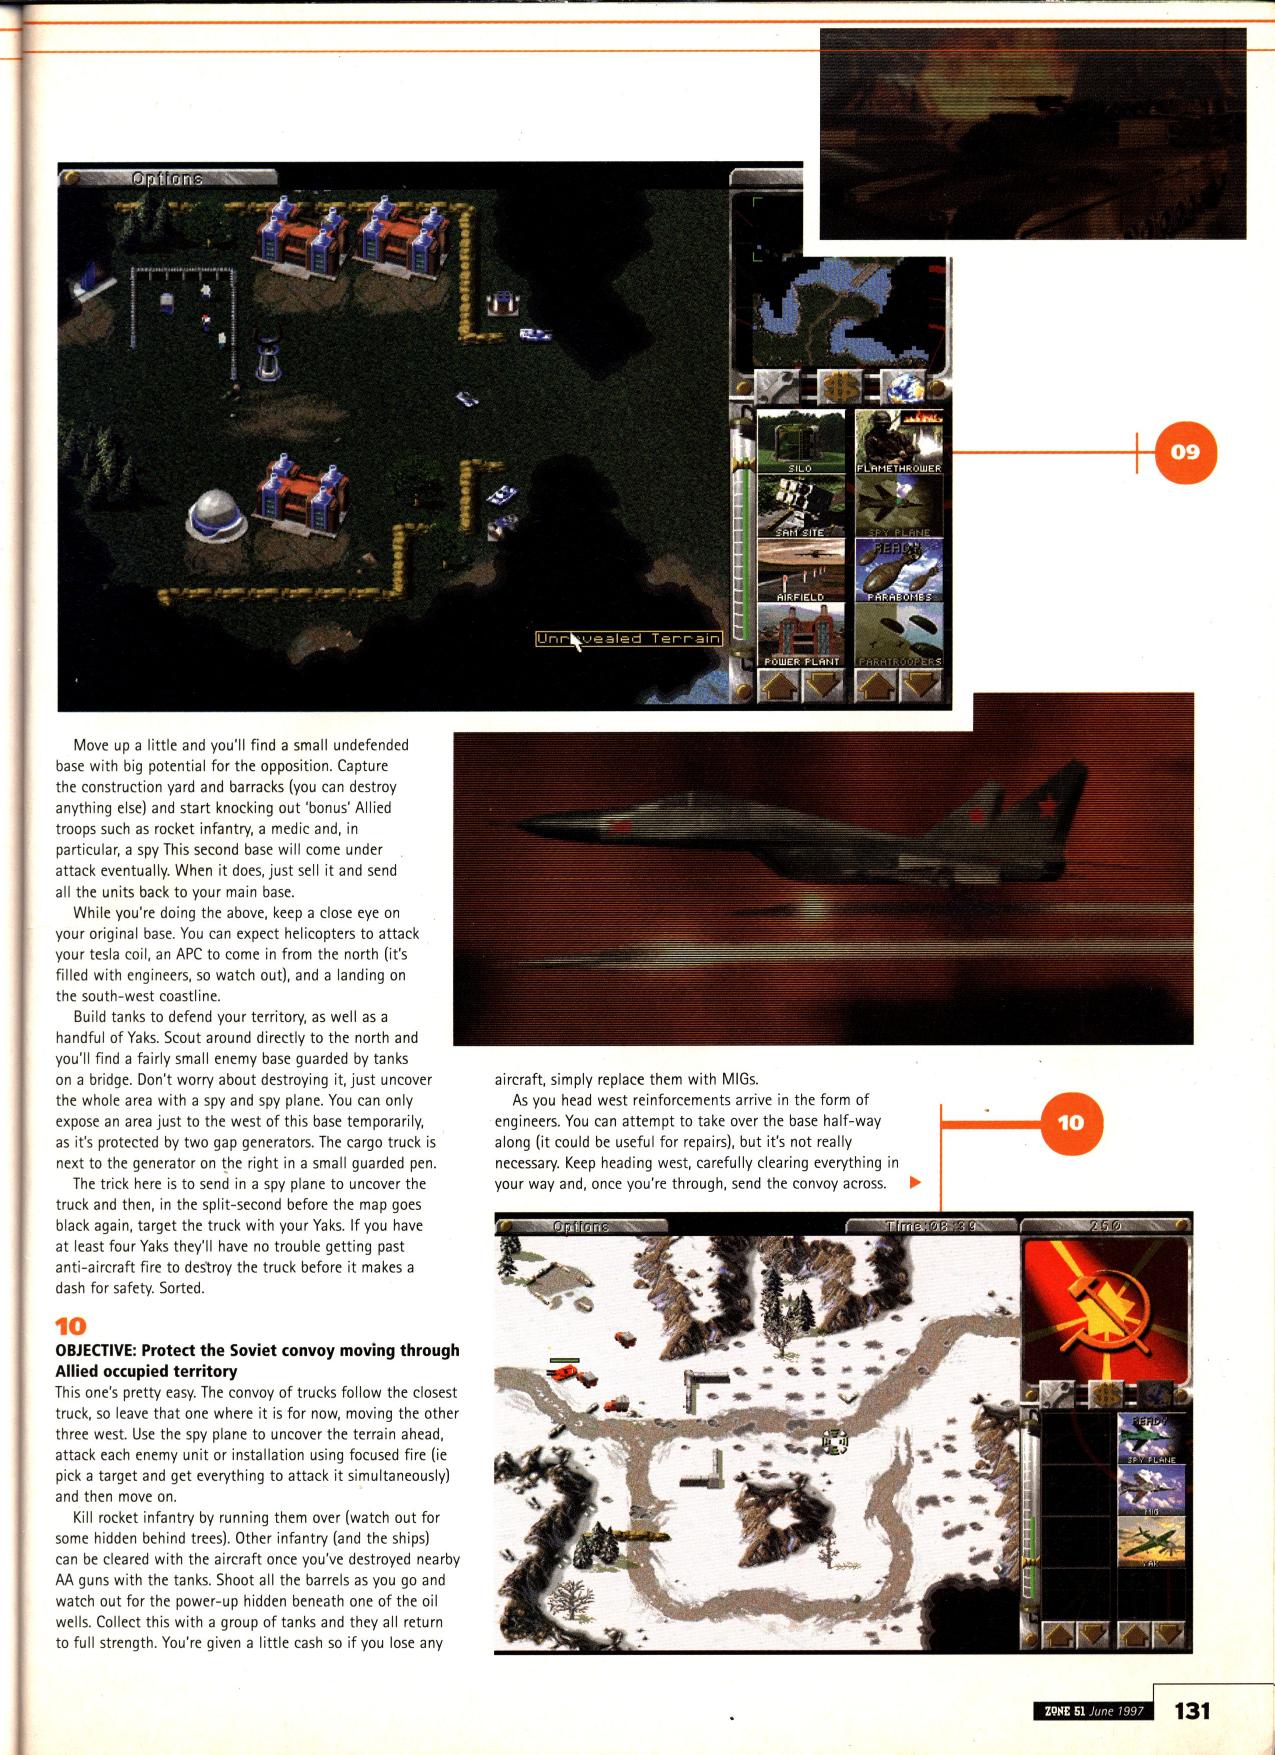 Options
09
SILO
FLAMETHROWER
SAM SITE
SPY PLANE
READY
AIRFIELD
PARABOMBS
POWER PLANT
PARATROOPERS
Unrevealed Terrain
Move up a little and you'll find a small undefended
base with big potential for the opposition. Capture
the construction yard and barracks (you can destroy
anything else) and start knocking out 'bonus' Allied
troops such as rocket infantry, a medic and, in
particular, a spy This second base will come under
attack eventually. When it does, just sell it and send
all the units back to your main base.
While you're doing the above, keep a close eye on
your original base. You can expect helicopters to attack
your tesla coil, an APC to come in from the north (it's
filled with engineers, so watch out), and a landing on
the south-west coastline.
Build tanks to defend your territory, as well as a
handful of Yaks. Scout around directly to the north and
you'll find a fairly small enemy base guarded by tanks
on a bridge. Don't worry about destroying it, just uncover
the whole area with a spy and spy plane. You can only
expose an area just to the west of this base temporarily,
as it's protected by two gap generators. The cargo truck is
next to the generator on the right in a small guarded pen.
The trick here is to send in a spy plane to uncover the
truck and then, in the split-second before the map goes
black again, target the truck with your Yaks. If you have
at least four Yaks they'll have no trouble getting past
anti-aircraft fire to destroy the truck before it makes a
dash for safety. Sorted.
10
OBJECTIVE: Protect the Soviet convoy moving through
Allied occupied territory
This one's pretty easy. The convoy of trucks follow the closest
truck, so leave that one where it is for now, moving the other
three west. Use the spy plane to uncover the terrain ahead,
attack each enemy unit or installation using focused fire (ie
pick a target and get everything to attack it simultaneously)
and then move on.
Kill rocket infantry by running them over (watch out for
some hidden behind trees). Other infantry (and the ships)
can be cleared with the aircraft once you've destroyed nearby
AA guns with the tanks. Shoot all the barrels as you go and
watch out for the power-up hidden beneath one of the oil
wells. Collect this with a group of tanks and they all return
to full strength. You're given a little cash so if you lose any
aircraft, simply replace them with MIGs.
As you head west reinforcements arrive in the form of
engineers. You can attempt to take over the base half-way
along (it could be useful for repairs), but it's not really
necessary. Keep heading west, carefully clearing everything in
your way and, once you're through, send the convoy across.
10
Options
Time:08:39
250
READY
SPY PLANE
MIG
YAK
ZONE 51 June 1997
131